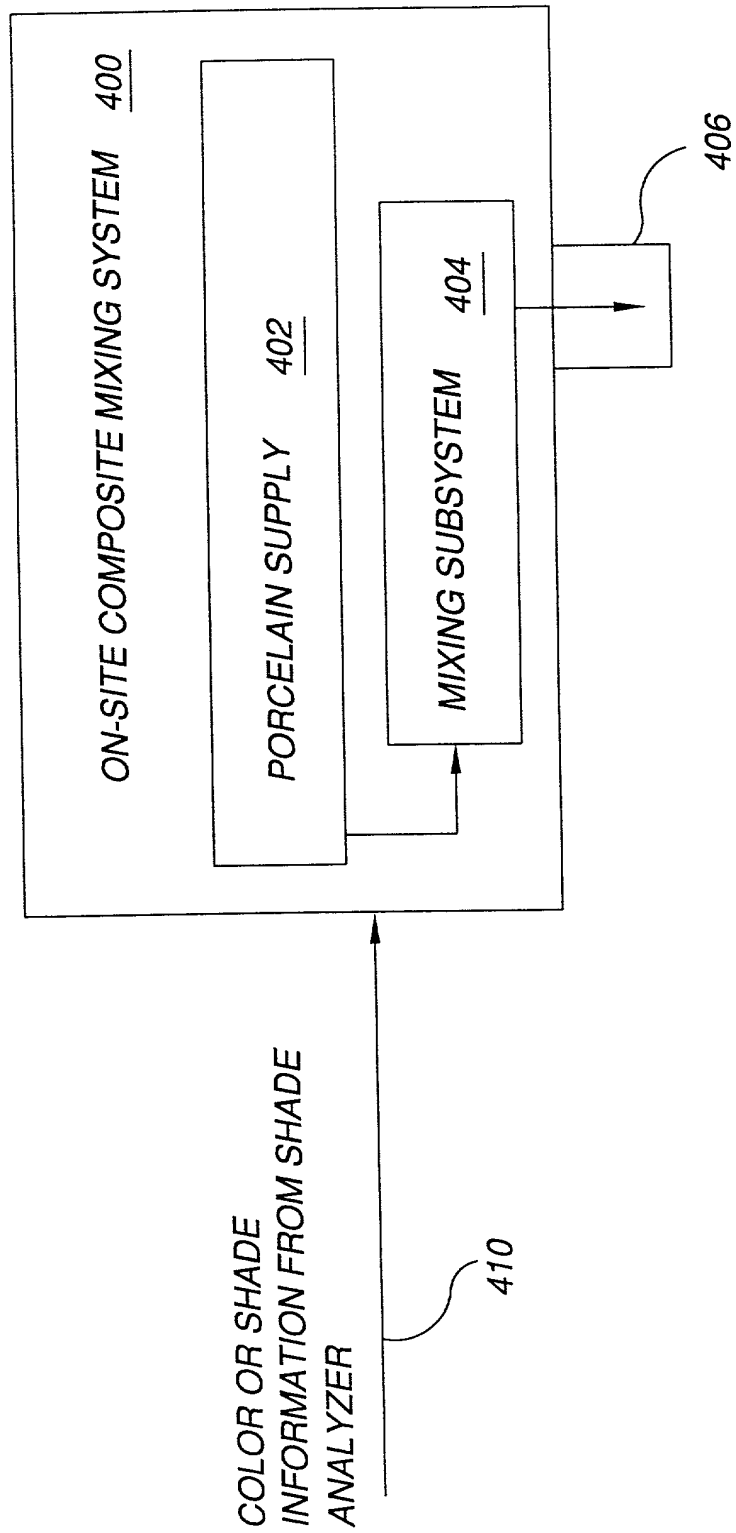 ON-SITE COMPOSITE MIXING SYSTEM 400
PORCELAIN SUPPLY 402
MIXING SUBSYSTEM 404
406
COLOR OR SHADE
INFORMATION FROM SHADE
ANALYZER
410